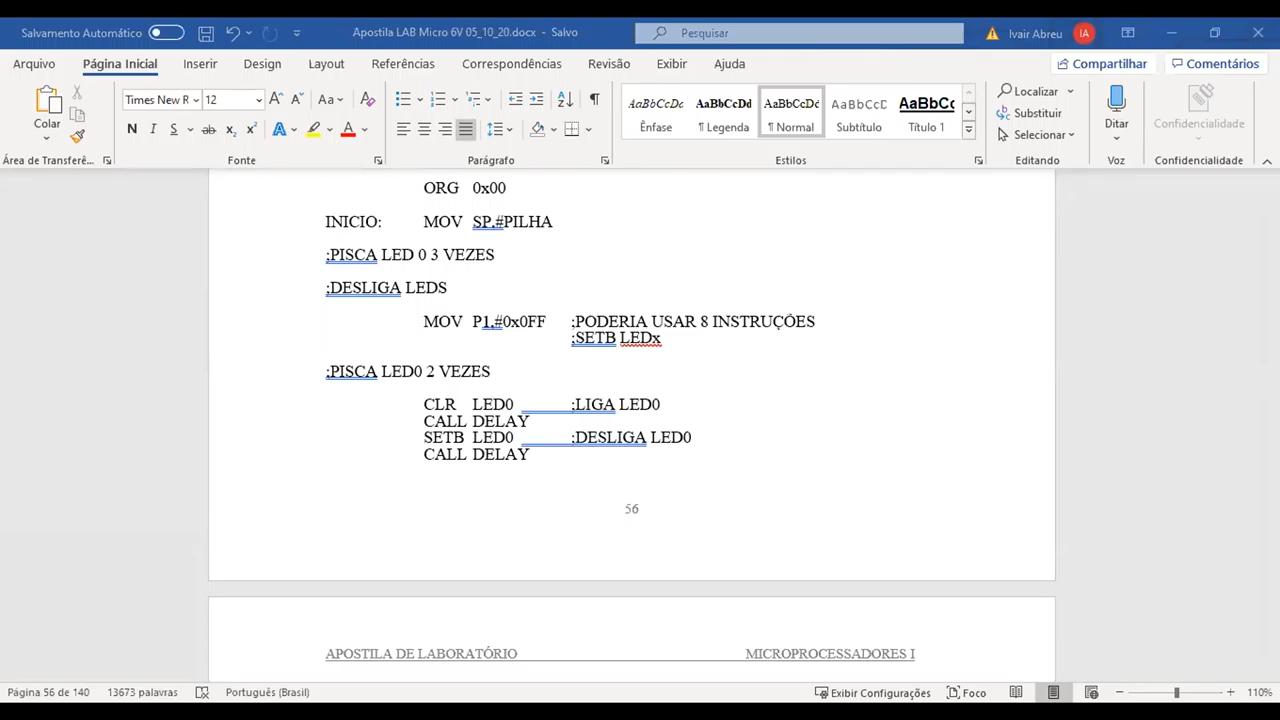 Salvamento Automático
Apostila LAB Micro 6V 05_10_20.docx - Salvo
Pesquisar
Ivair Abreu
IA
Arquivo Página Inicial Inserir Design Layout Referências Correspondências Revisão Exibir Ajuda
Compartilhar Comentários
Colar
Times New R 12
Aa
N I S ab x2 x2
A A
AaBbCcDc AaBbCcDd AaBbCcDd AaBbCcD AaBbCc
Ênfase ¶ Legenda ¶ Normal Subtítulo Título 1
Localizar
Substituir
Selecionar
Ditar
Confidencialidade
Área de Transferê... Fonte Parágrafo Estilos Editando Voz Confidencialidade
ORG 0x00
INICIO: MOV SP,#PILHA
;PISCA LED 0 3 VEZES
;DESLIGA LEDS
MOV P1,#0x0FF ;PODERIA USAR 8 INSTRUÇÕES
;SETB LEDx
;PISCA LED0 2 VEZES
CLR LED0 ;LIGA LED0
CALL DELAY
SETB LED0 ;DESLIGA LED0
CALL DELAY
56
APOSTILA DE LABORATÓRIO MICROPROCESSADORES I
Página 56 de 140 13673 palavras Português (Brasil) Exibir Configurações Foco 110%